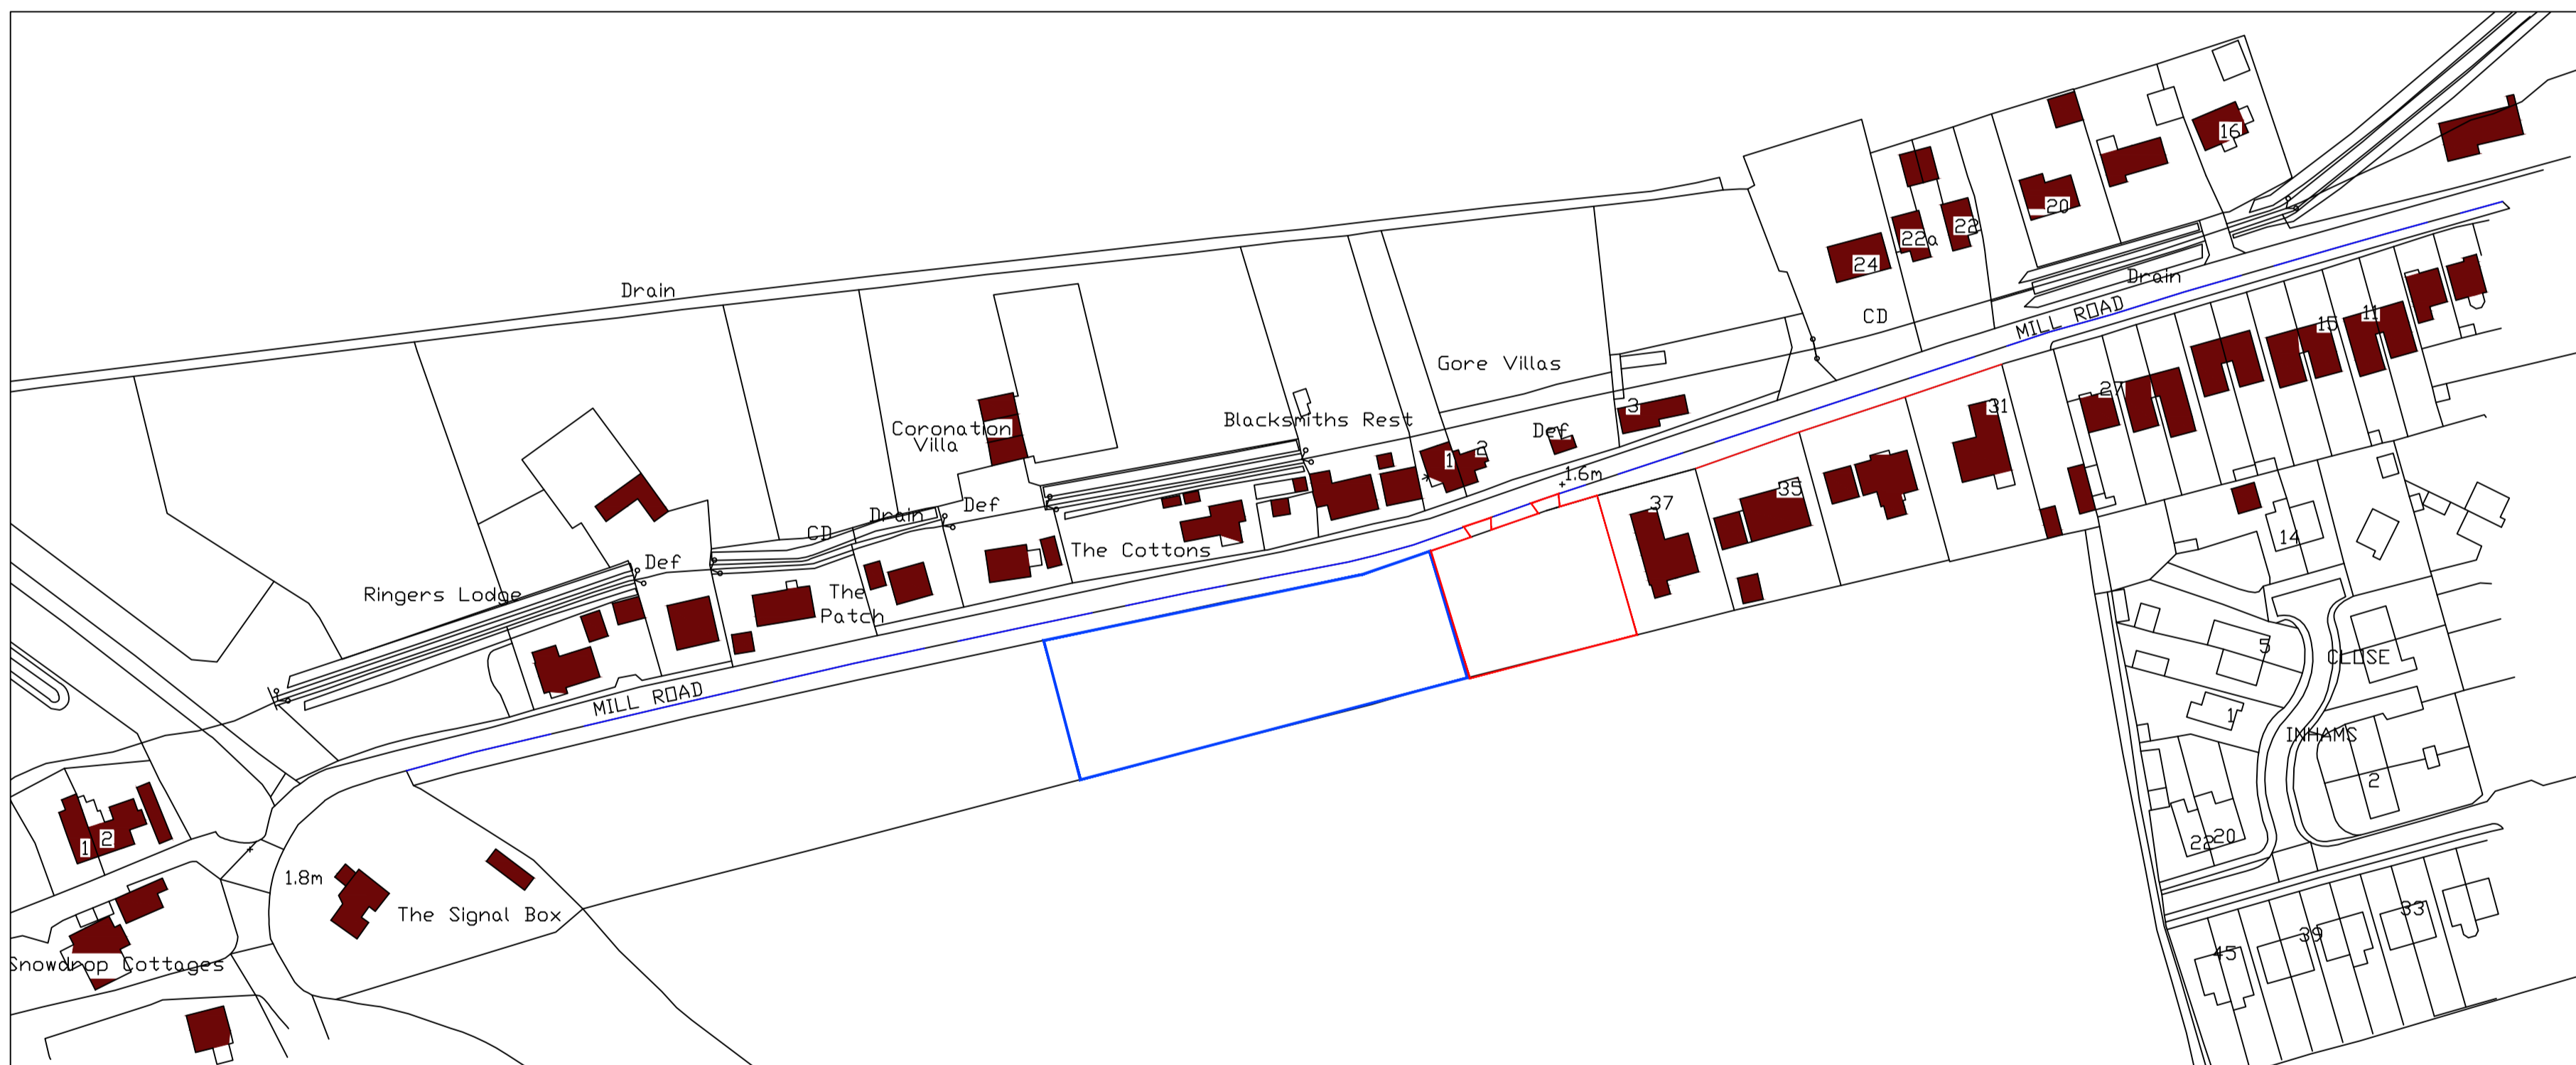 16
20
22
22a
24
Drain
Drain
CD
MILL ROAD
15
11
Gore Villas
27
3
31
Blacksmiths Rest
Coronation
Villa
Def
1
2
1.6m
35
37
Def
Drain
CD
14
The Cottons
Def
Ringers Lodge
The
Patch
5
CLOSE
MILL ROAD
1
INHAMS
2
22
20
1
2
1.8m
The Signal Box
33
39
45
Snowdrop Cottages